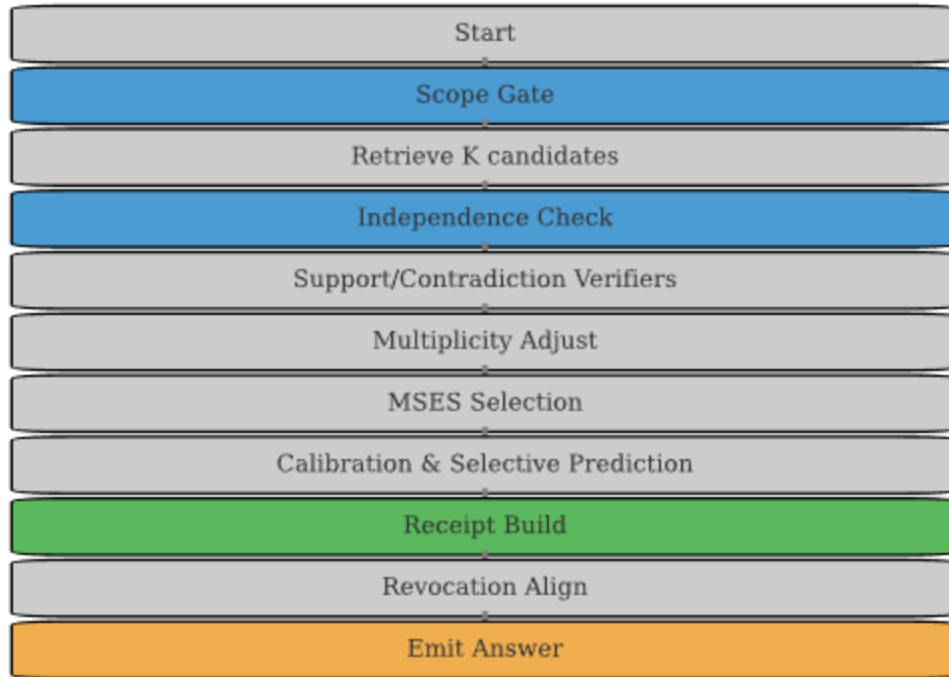 Start
Scope Gate
Retrieve K candidates
Independence Check
Support/Contradiction Verifiers
Multiplicity Adjust
MSES Selection
Calibration & Selective Prediction
Receipt Build
Revocation Align
Emit Answer